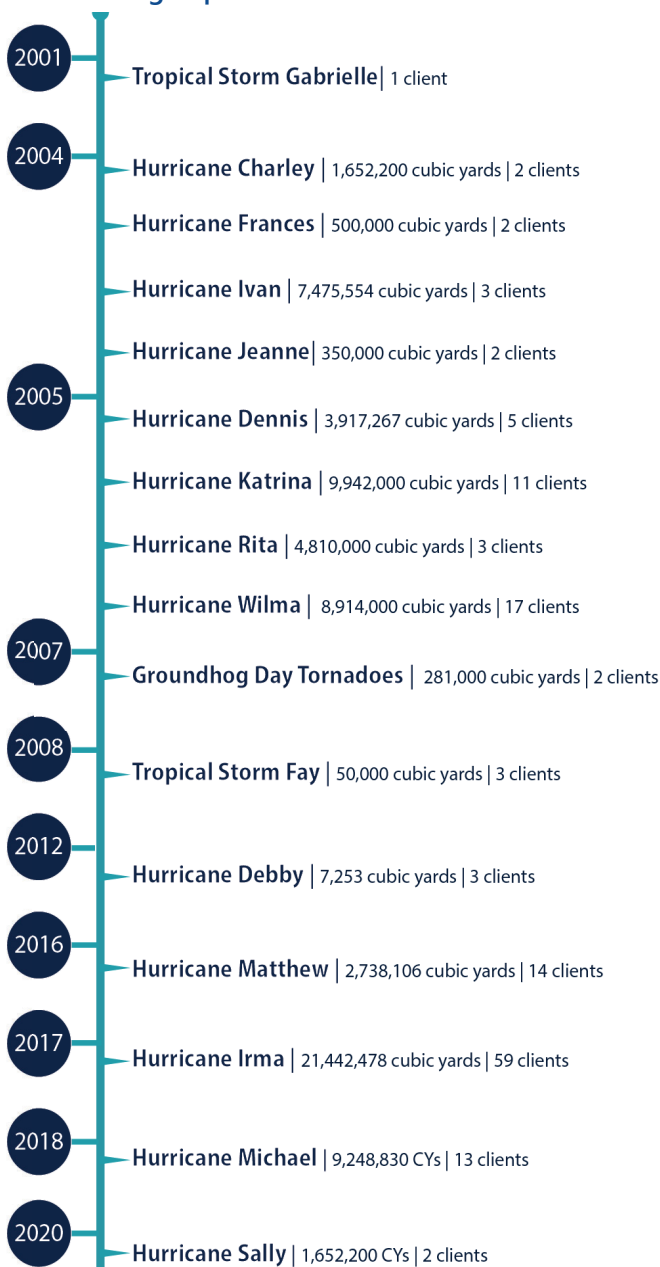 2001
Tropical Storm Gabrielle| 1 client
2004
Hurricane Charley | 1,652,200 cubic yards | 2 clients
Hurricane Frances | 500,000 cubic yards | 2 clients
Hurricane Ivan | 7,475,554 cubic yards | 3 clients
Hurricane Jeanne| 350,000 cubic yards | 2 clients
2005
Hurricane Dennis | 3,917,267 cubic yards | 5 clients
Hurricane Katrina | 9,942,000 cubic yards | 11 clients
Hurricane Rita | 4,810,000 cubic yards | 3 clients
Hurricane Wilma | 8,914,000 cubic yards | 17 clients
2007
Groundhog Day Tornadoes | 281,000 cubic yards | 2 clients
2008
Tropical Storm Fay | 50,000 cubic yards | 3 clients
2012
Hurricane Debby | 7,253 cubic yards | 3 clients
2016
Hurricane Matthew | 2,738,106 cubic yards | 14 clients
2017
Hurricane Irma | 21,442,478 cubic yards | 59 clients
2018
Hurricane Michael | 9,248,830 CYs | 13 clients
2020
Hurricane Sally | 1,652,200 CYs | 2 clients